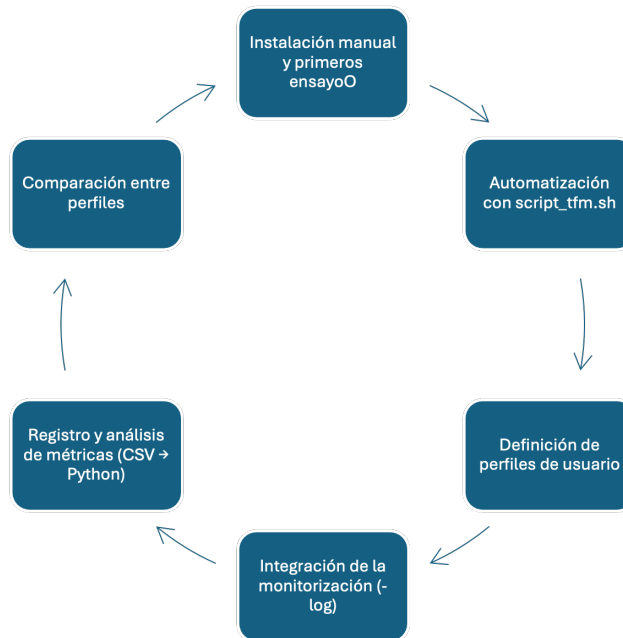 Instalación manual
y primeros
ensayoO
Automatización
con script_tfm.sh
Definición de
perfiles de usuario
Integración de la
monitorización (-
log)
Registro y análisis
de métricas (CSV →
Python)
Comparación entre
perfiles